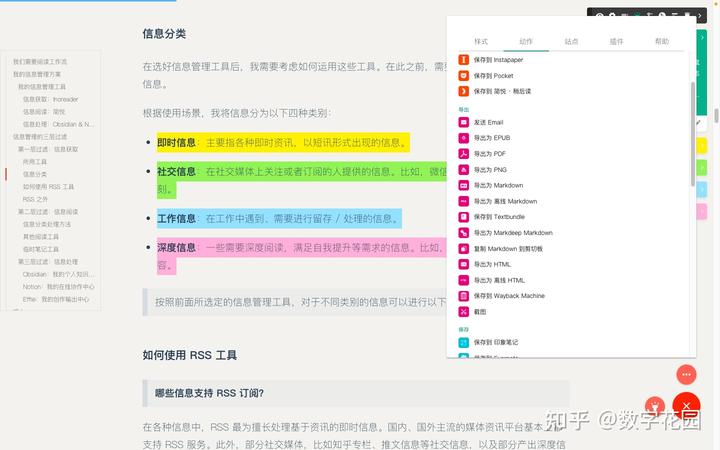 我们需要阅读工作流
我的信息管理方案
我的信息管理工具
信息获取：Inoreader
信息阅读：简悦
信息处理：Obsidian & N...
信息管理的三层过滤
第一层过滤：信息获取
所用工具
信息分类
如何使用 RSS 工具
RSS 之外
第二层过滤：信息阅读
信息分类处理方法
其他阅读工具
临时笔记工具
第三层过滤：信息处理
Obsidian：我的个人知识...
Notion：我的在线协作中心
Effie：我的创作输出中心
信息分类
在选好信息管理工具后，我需要考虑如何运用这些工具。在此之前，需
信息。
根据使用场景，我将信息分为以下四种类别：
即时信息：主要指各种即时资讯，以短讯形式出现的信息。
社交信息：在社交媒体上关注或者订阅的人提供的信息。比如，微信
刻。
工作信息：在工作中遇到、需要进行留存 / 处理的信息。
深度信息：一些需要深度阅读，满足自我提升等需求的信息。比如，
容。
按照前面所选定的信息管理工具，对于不同类别的信息可以进行以下
如何使用 RSS 工具
哪些信息支持 RSS 订阅?
在各种信息中，RSS 最为擅长处理基于资讯的即时信息。国内、国外主流的媒体资讯平台基本上
支持 RSS 服务。此外，部分社交媒体，比如知乎专栏、推文信息等社交信息，以及部分产出深度信
样式 动作 站点 插件 帮助
保存到 Instapaper
保存到 Pocket
保存到 简悦 · 稍后读
导出
发送 Email
导出为 EPUB
导出为 PDF
导出为 PNG
导出为 Markdown
导出为 离线 Markdown
保存到 Textbundle
导出为 Markdeep Markdown
复制 Markdown 到剪切板
导出为 HTML
导出为 离线 HTML
保存到 Wayback Machine
截图
保存
保存到 印象笔记
知乎 @数字花园